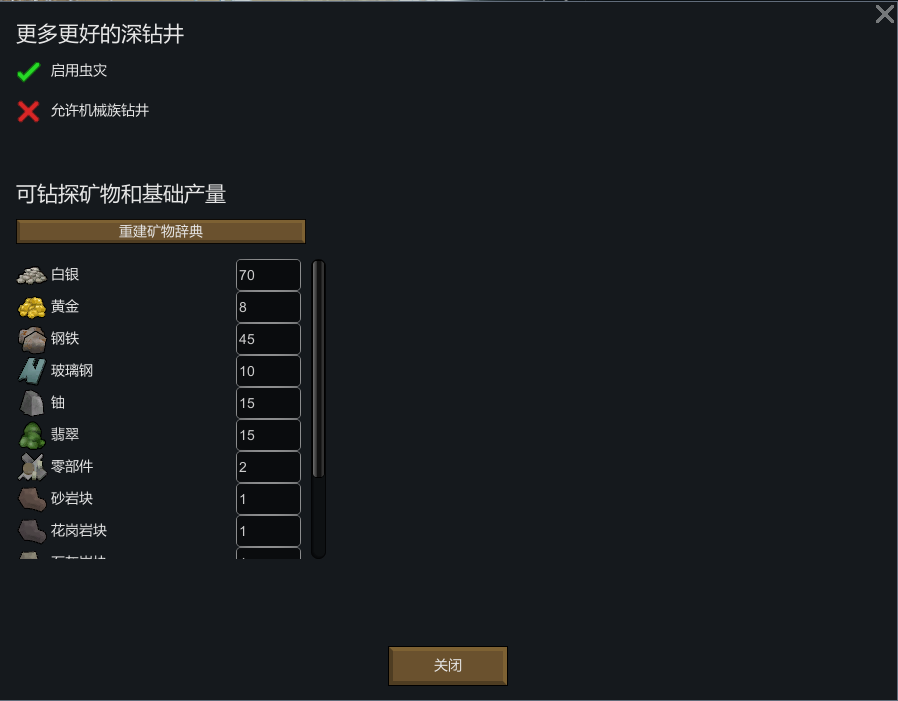 更多更好的深钻井
启用虫灾
允许机械族钻井
可钻探矿物和基础产量
重建矿物辞典
白银 70
黄金 8
钢铁 45
玻璃钢 10
铀 15
翡翠 15
零部件 2
砂岩块 1
花岗岩块 1
关闭